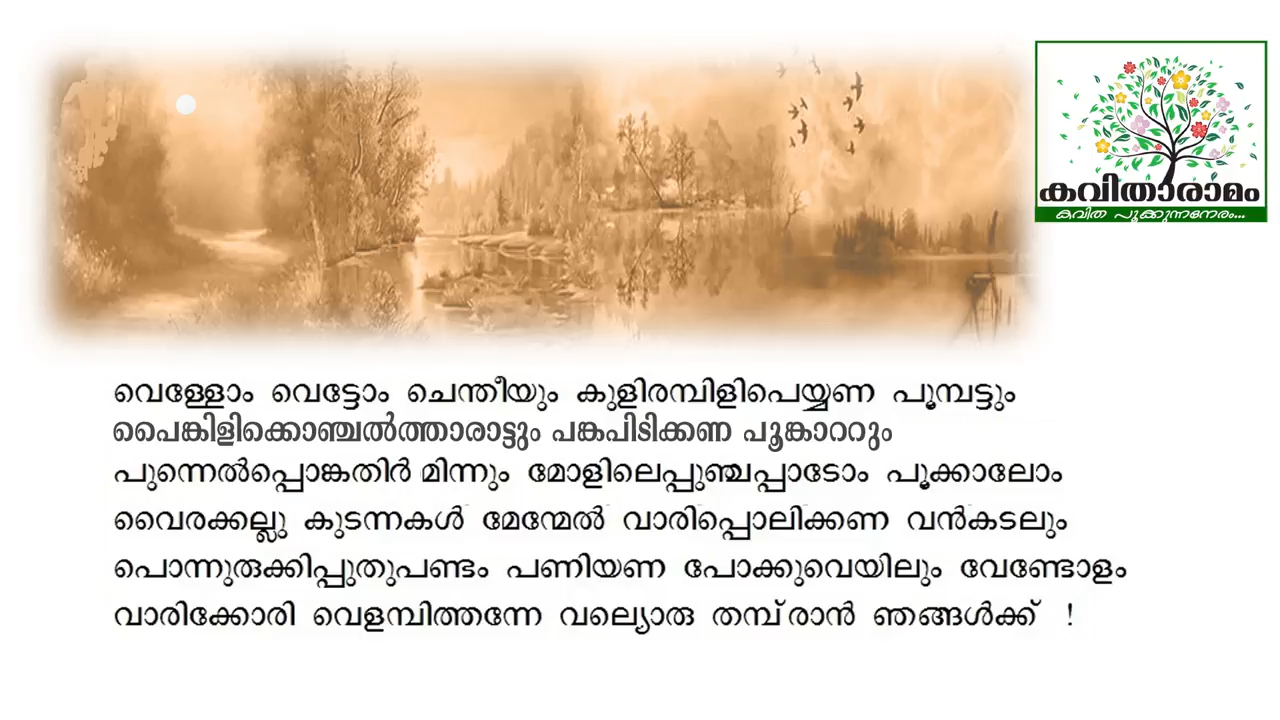 കവിതാരാമം
കവിത പൂക്കുന്നനേരം...
വെള്ളോം വെട്ടോം ചെന്തീയും കുളിരമ്പിളിപെയ്യണ പൂമ്പട്ടും
പൈങ്കിളിക്കൊഞ്ചൽത്താരാട്ടും പങ്കപിടിക്കണ പൂങ്കാററും
പുന്നെൽപ്പൊങ്കതിർ മിന്നും മോളിലെപ്പുഞ്ചപ്പാടോം പൂക്കാലോം
വൈരക്കല്ലു കുടന്നകൾ മേന്മേൽ വാരിപ്പൊലിക്കണ വൻകടലും
പൊന്നുരുക്കിപ്പുതുപണ്ടം പണിയണ പോക്കുവെയിലും വേണ്ടോളം
വാരിക്കോരി വെളമ്പിത്തന്നേ വല്യൊരു തമ്പ്രാൻ ഞങ്ങൾക്ക് !